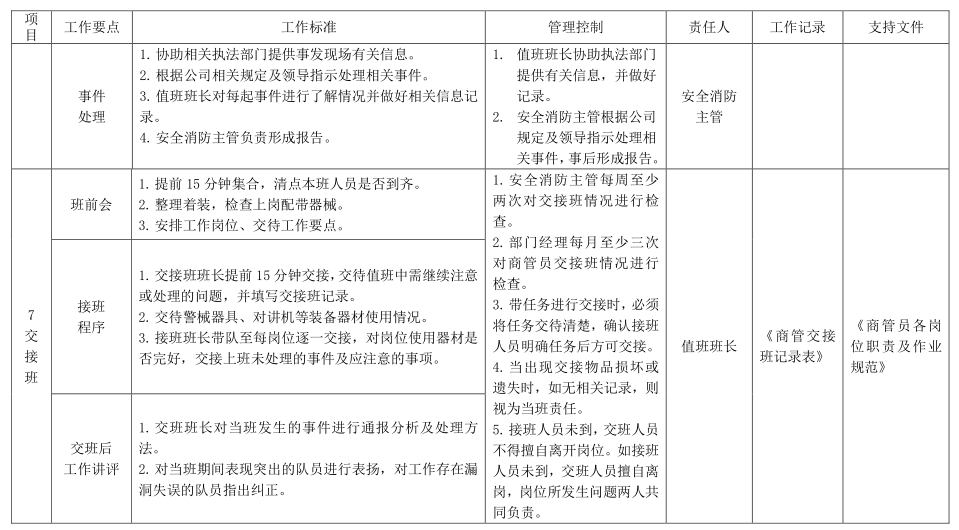 项目 工作要点 工作标准 管理控制 责任人 工作记录 支持文件
事件处理
1. 协助相关执法部门提供事发现场有关信息。
2. 根据公司相关规定及领导指示处理相关事件。
3. 值班班长对每起事件进行了解情况并做好相关信息记
录。
4. 安全消防主管负责形成报告。
1. 值班班长协助执法部门
提供有关信息，并做好
记录。
2. 安全消防主管根据公司
规定及领导指示处理相
关事件，事后形成报告。
安全消防
主管
7
交
接
班
班前会
1. 提前 15 分钟集合，清点本班人员是否到齐。
2. 整理着装，检查上岗配带器械。
3. 安排工作岗位、交待工作要点。
接班
程序
1. 交接班班长提前 15 分钟交接，交待值班中需继续注意
或处理的问题，并填写交接班记录。
2. 交待警械器具、对讲机等装备器材使用情况。
3. 接班班长带队至每岗位逐一交接，对岗位使用器材是
否完好，交接上班未处理的事件及应注意的事项。
交班后
工作讲评
1. 交班班长对当班发生的事件进行通报分析及处理方
法。
2. 对当班期间表现突出的队员进行表扬，对工作存在漏
洞失误的队员指出纠正。
1. 安全消防主管每周至少
两次对交接班情况进行检
查。
2. 部门经理每月至少三次
对商管员交接班情况进行
检查。
3. 带任务进行交接时，必须
将任务交待清楚，确认接班
人员明确任务后方可交接。
4. 当出现交接物品损坏或
遗失时，如无相关记录，则
视为当班责任。
5. 接班人员未到，交班人员
不得擅自离开岗位。如接班
人员未到，交班人员擅自离
岗，岗位所发生问题两人共
同负责。
值班班长
《商管交接
班记录表》
《商管员各岗
位职责及作业
规范》